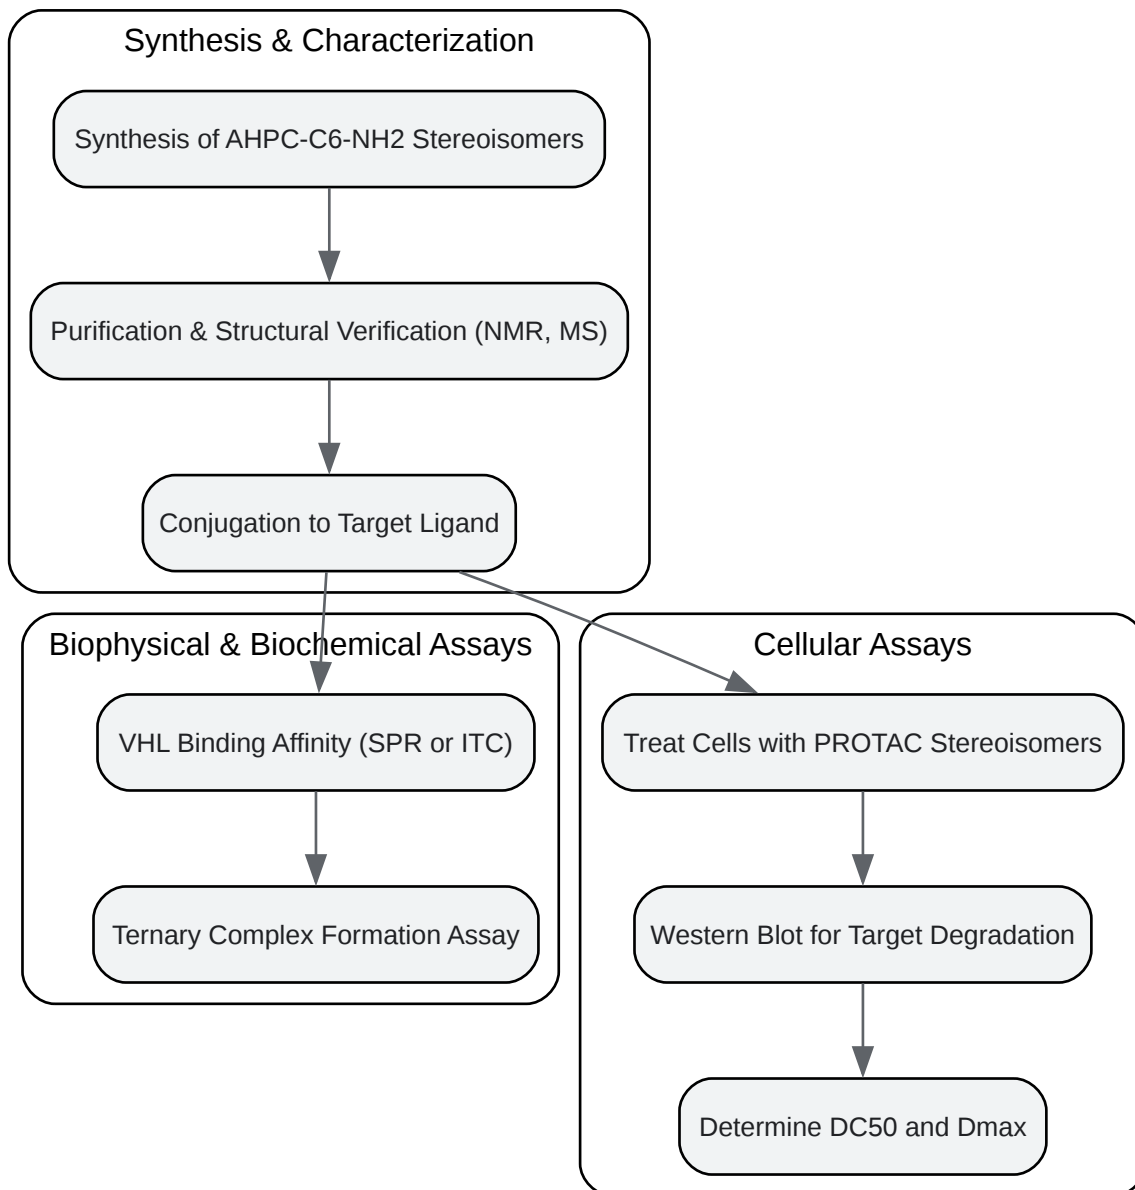 Synthesis & Characterization
Synthesis of AHPC-C6-NH2 Stereoisomers
Purification & Structural Verification (NMR, MS)
Conjugation to Target Ligand
Biophysical & Biochemical Assays
VHL Binding Affinity (SPR or ITC)
Ternary Complex Formation Assay
Cellular Assays
Treat Cells with PROTAC Stereoisomers
Western Blot for Target Degradation
Determine DC50 and Dmax